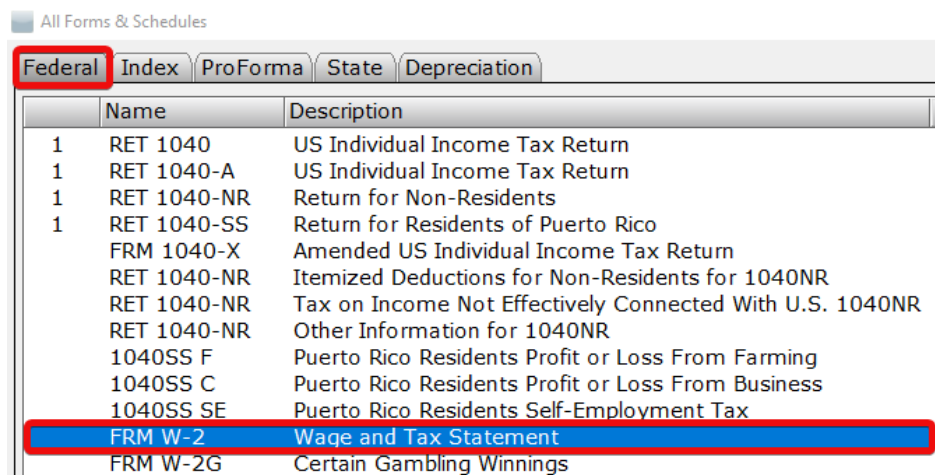 All Forms & Schedules
Federal Index ProForma State Depreciation
Name Description
1 RET 1040 US Individual Income Tax Return
1 RET 1040-A US Individual Income Tax Return
1 RET 1040-NR Return for Non-Residents
1 RET 1040-SS Return for Residents of Puerto Rico
FRM 1040-X Amended US Individual Income Tax Return
RET 1040-NR Itemized Deductions for Non-Residents for 1040NR
RET 1040-NR Tax on Income Not Effectively Connected With U.S. 1040NR
RET 1040-NR Other Information for 1040NR
1040SS F Puerto Rico Residents Profit or Loss From Farming
1040SS C Puerto Rico Residents Profit or Loss From Business
1040SS SE Puerto Rico Residents Self-Employment Tax
FRM W-2 Wage and Tax Statement
FRM W-2G Certain Gambling Winnings